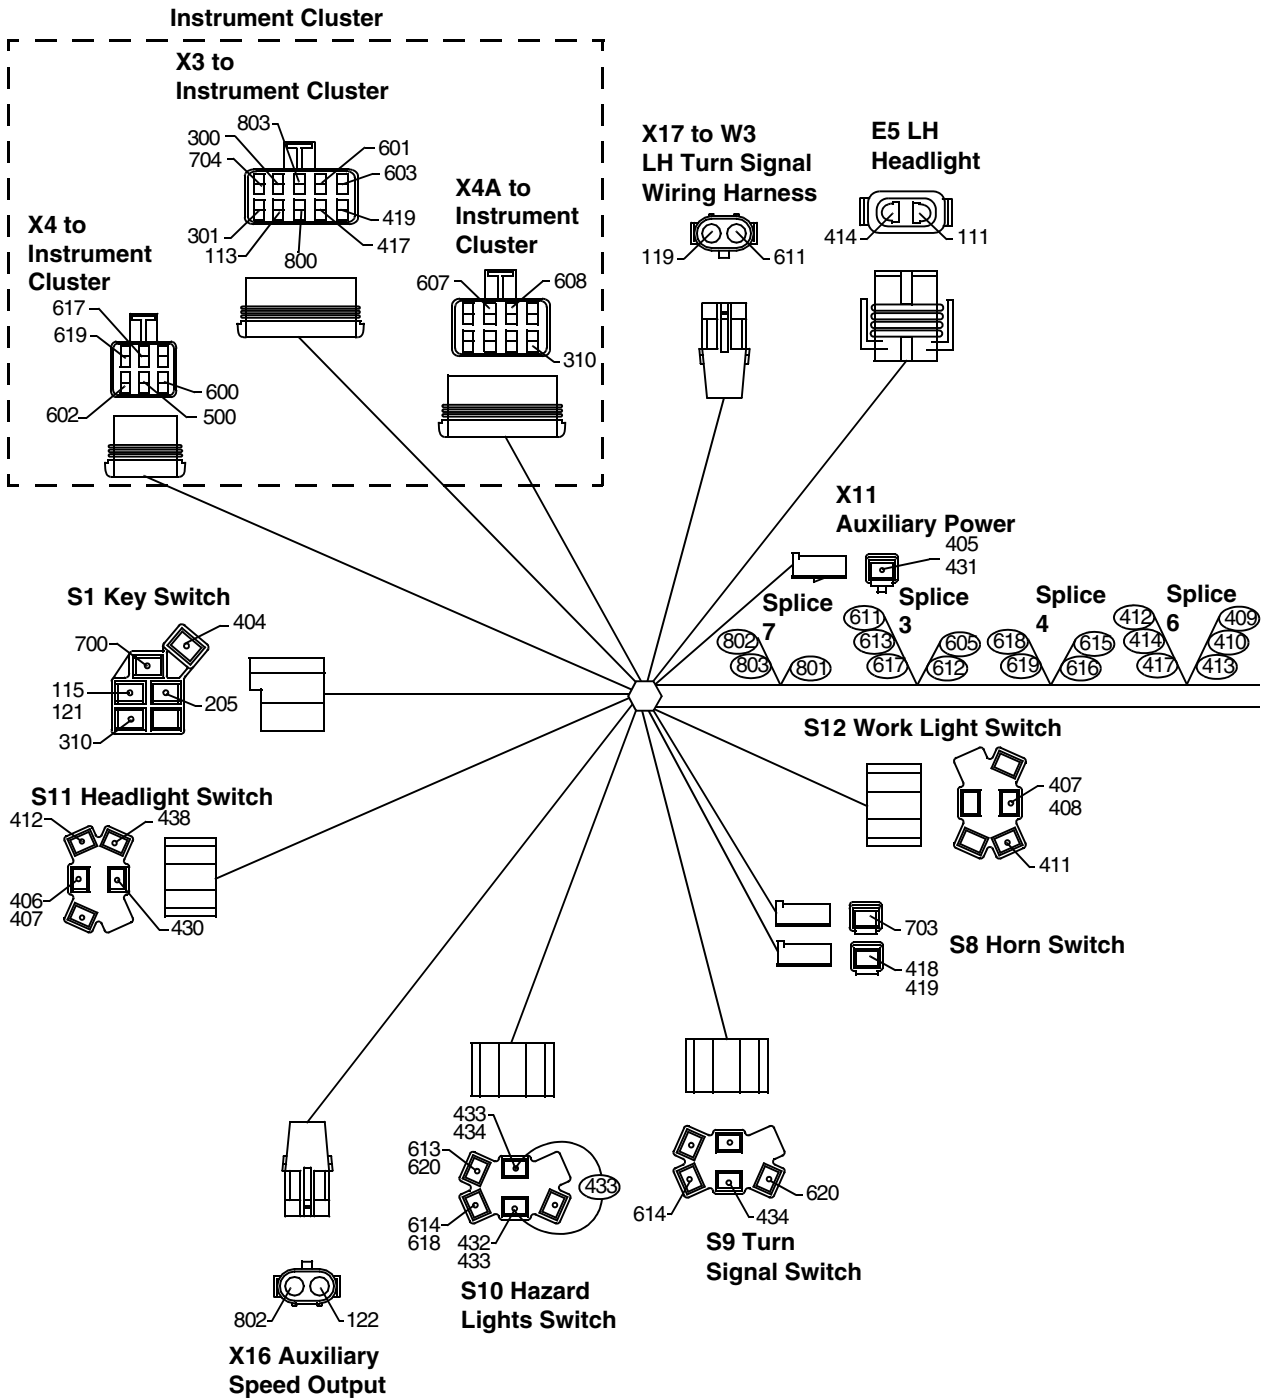 Instrument Cluster
X3 to
Instrument Cluster
803
300
704
601
603
301
113
800
417
419
X4 to
Instrument
Cluster
617
619
602
600
500
X4A to
Instrument
Cluster
607
608
310
X17 to W3
LH Turn Signal
Wiring Harness
119
611
E5 LH
Headlight
414
111
X11
Auxiliary Power
405
431
Splice
7
802
803
801
Splice
3
611
613
617
605
612
Splice
4
618
619
615
616
Splice
6
412
414
417
409
410
413
S1 Key Switch
404
700
115
121
205
310
S12 Work Light Switch
407
408
411
S11 Headlight Switch
412
438
406
407
430
703
S8 Horn Switch
418
419
433
434
613
620
433
614
618
432
433
S10 Hazard
Lights Switch
614
434
620
S9 Turn
Signal Switch
802
122
X16 Auxiliary
Speed Output